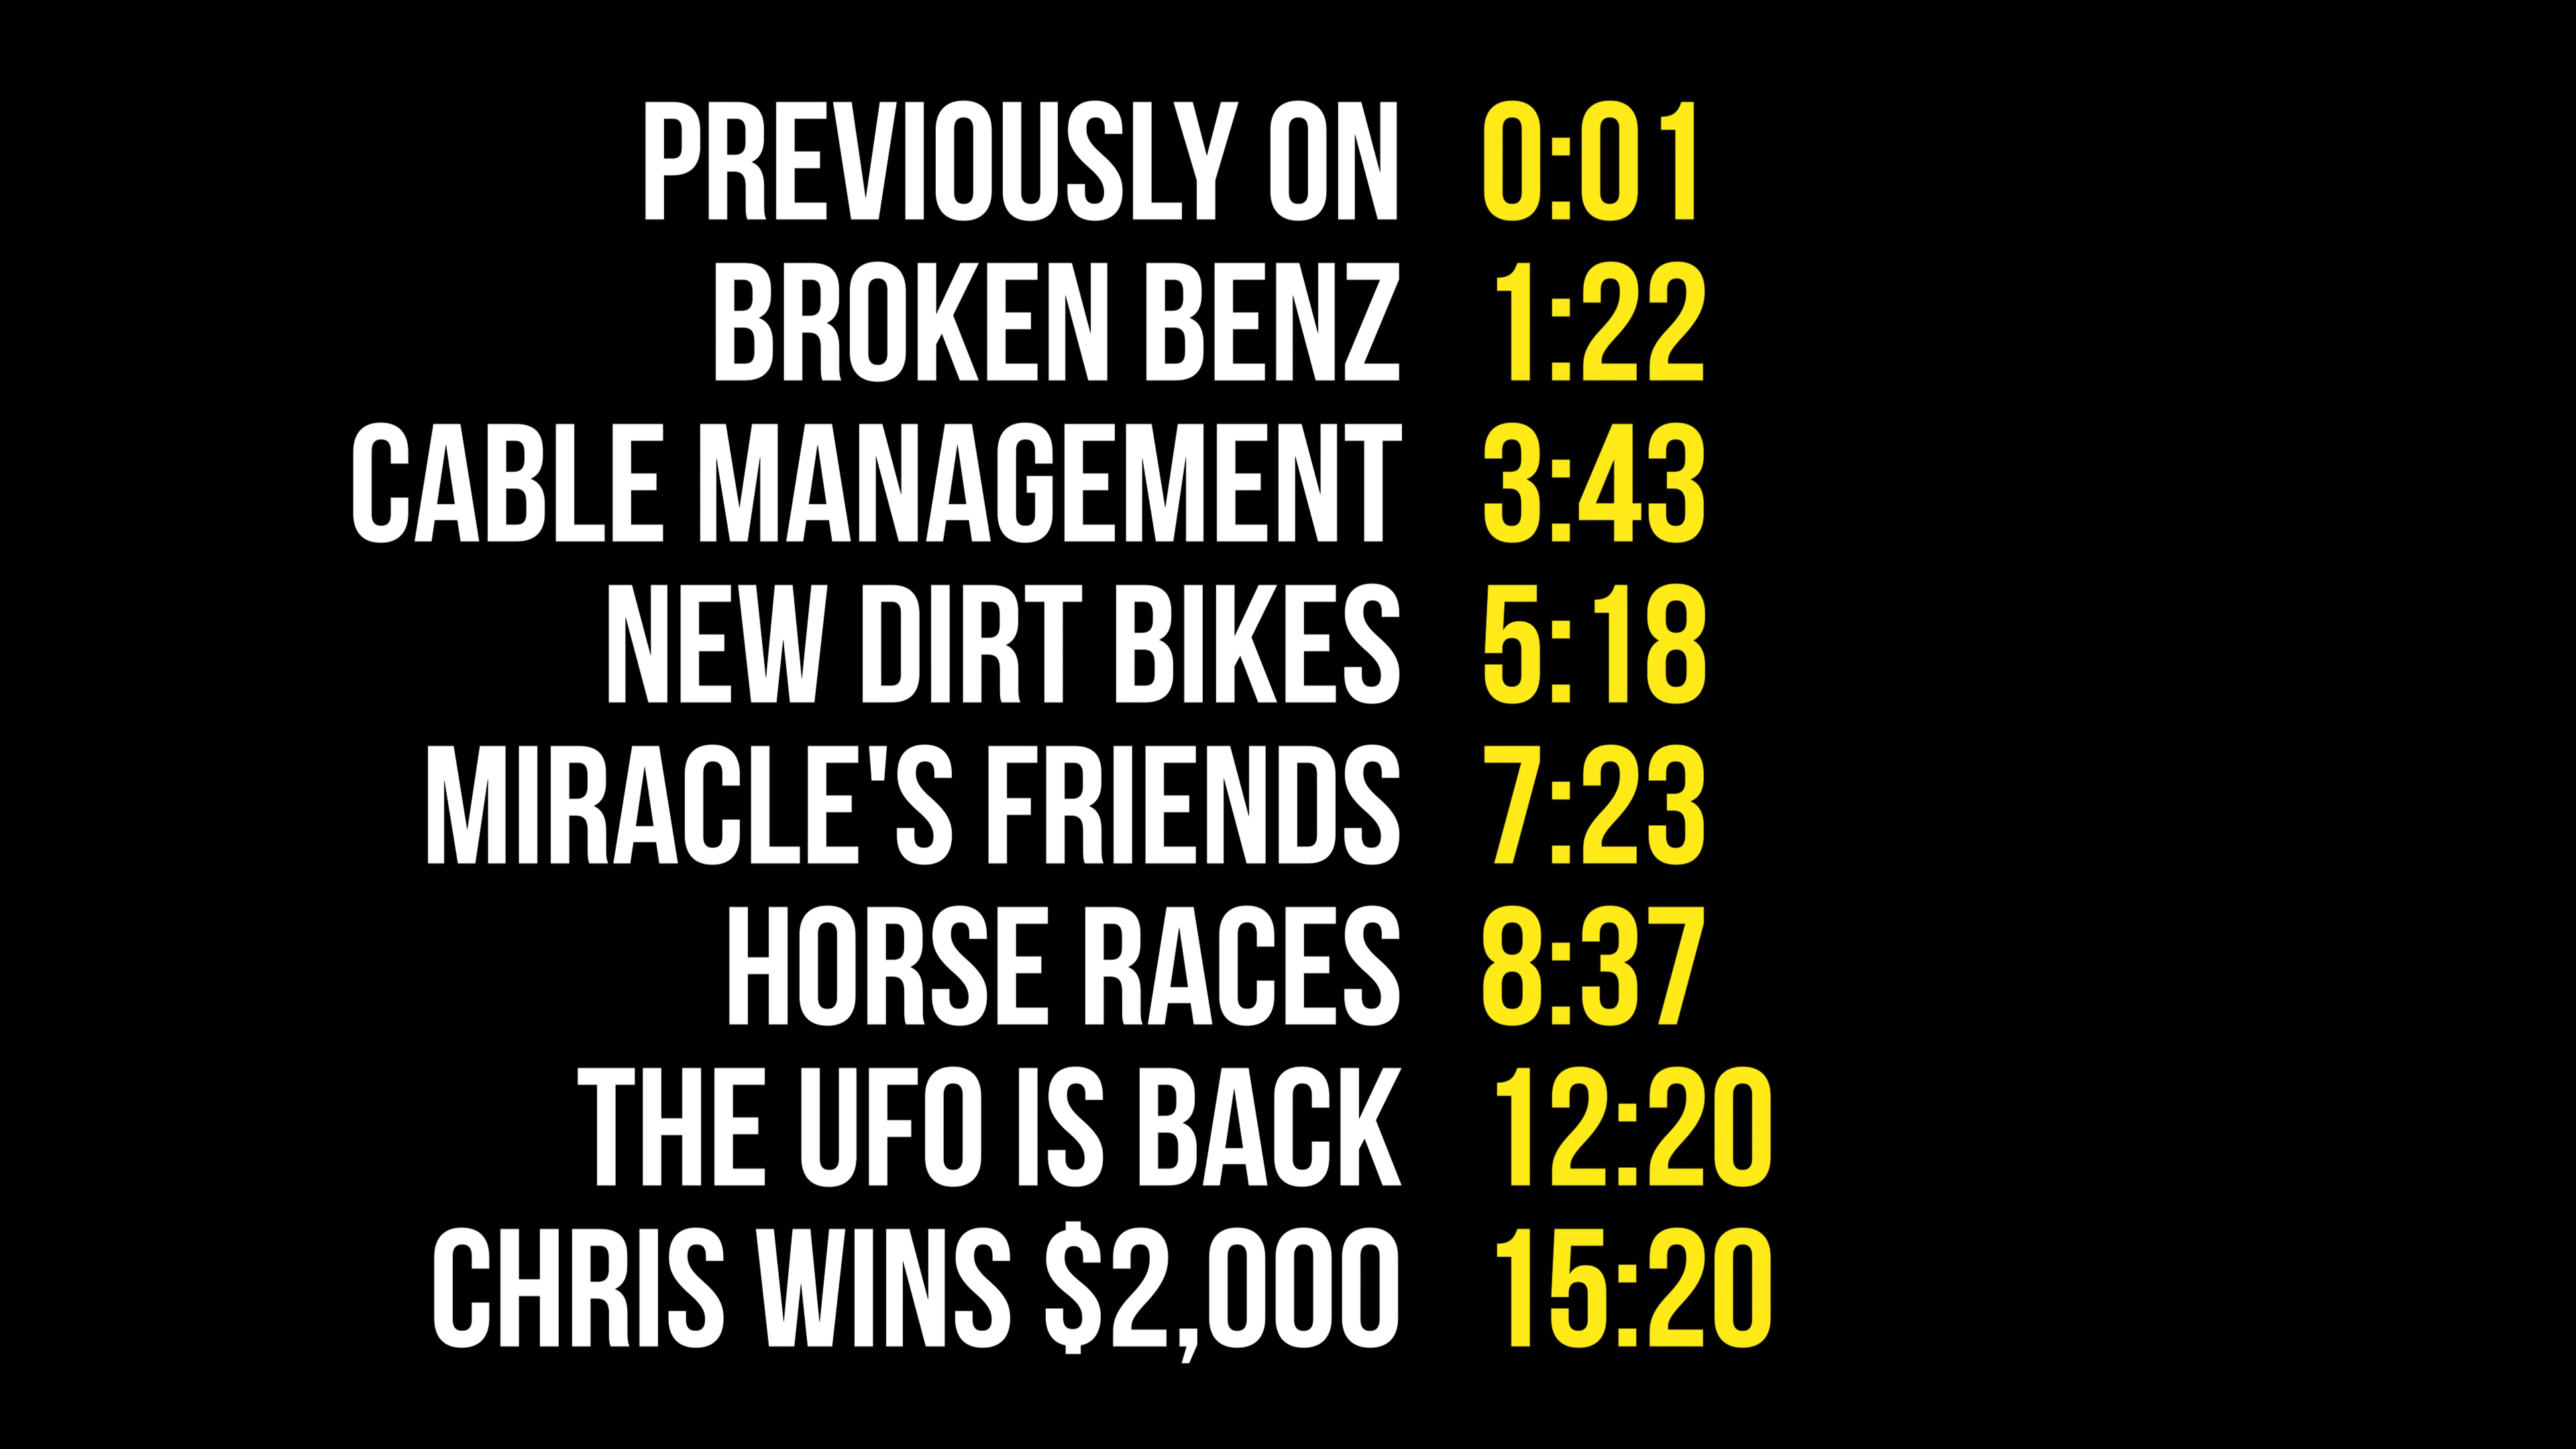 PREVIOUSLY ON 0:01
BROKEN BENZ 1:22
CABLE MANAGEMENT 3:43
NEW DIRT BIKES 5:18
MIRACLE'S FRIENDS 7:23
HORSE RACES 8:37
THE UFO IS BACK 12:20
CHRIS WINS $2,000 15:20